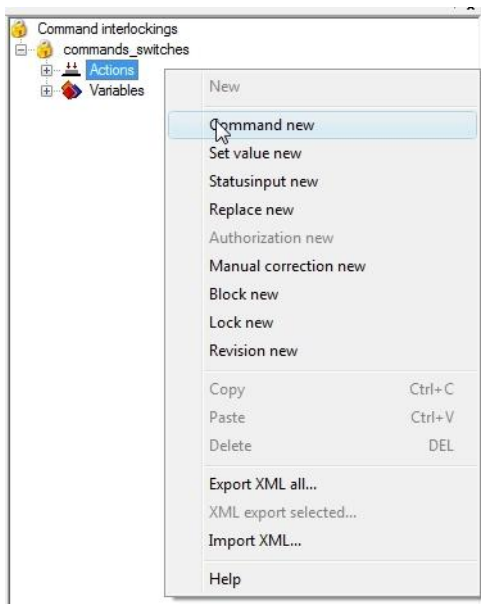 Command interlockings
commands_switches
Actions
Variables
New
Command new
Set value new
Statusinput new
Replace new
Authorization new
Manual correction new
Block new
Lock new
Revision new
Copy Ctrl+C
Paste Ctrl+V
Delete DEL
Export XML all...
XML export selected...
Import XML...
Help